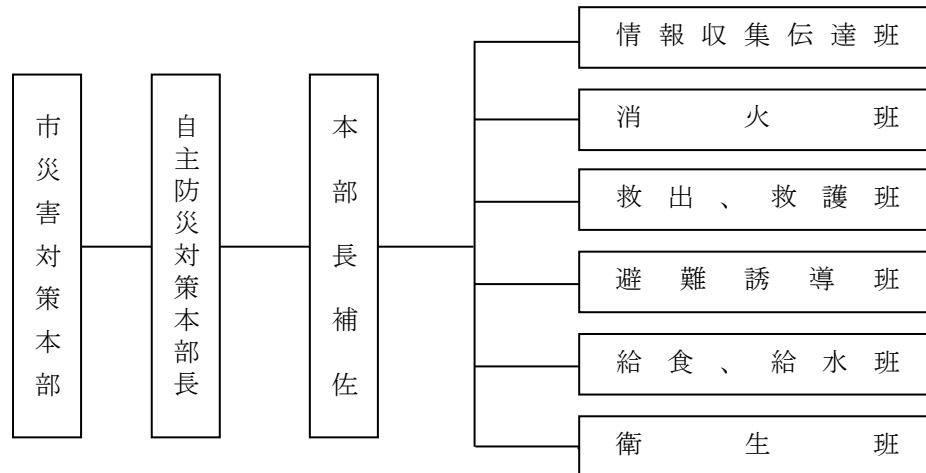 市災害対策本部
自主防災対策本部長
本部長補佐
情報収集伝達班
消火班
救出、救護班
避難誘導班
給食、給水班
衛生班